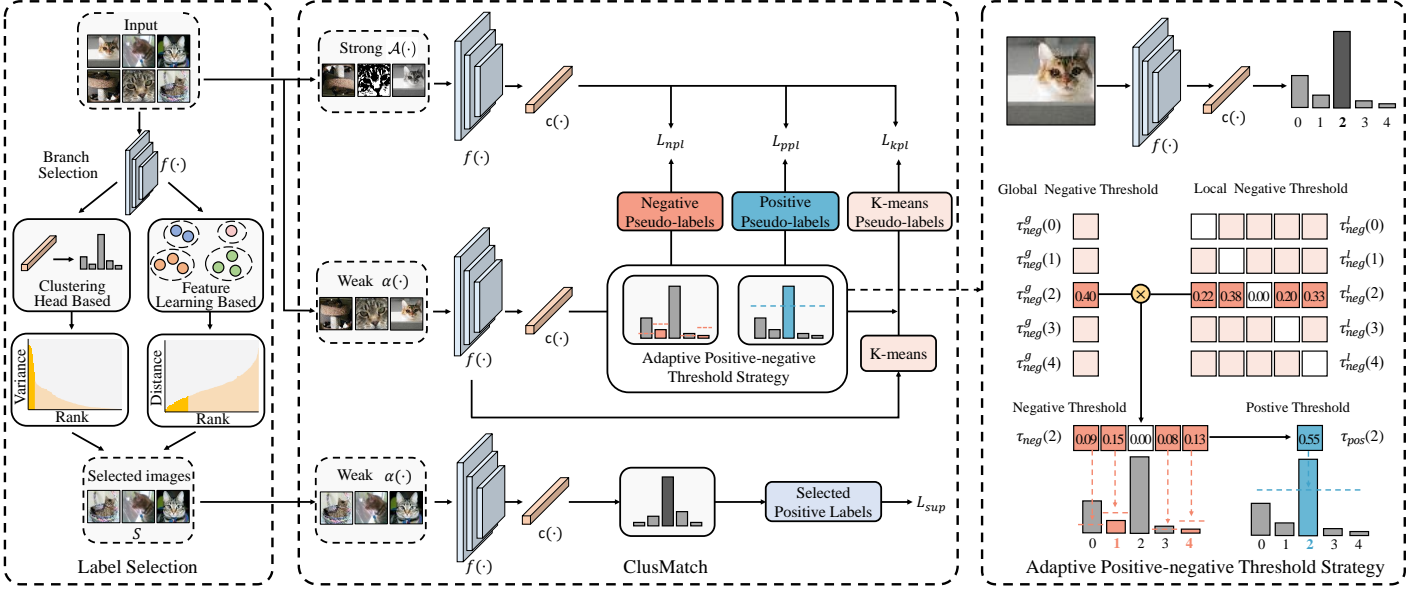 Input
Branch
Selection
f(·)
Clustering
Head Based
Feature
Learning Based
Variance
Rank
Distance
Rank
Selected images
S
Label Selection
Strong 𝒜(·)
f(·)
c(·)
L_npl
L_ppl
L_kpl
Negative
Pseudo-labels
Positive
Pseudo-labels
K-means
Pseudo-labels
Weak α(·)
f(·)
c(·)
Adaptive Positive-negative
Threshold Strategy
K-means
Weak α(·)
f(·)
c(·)
Selected
Positive Labels
L_sup
ClusMatch
f(·)
c(·)
0 1 2 3 4
Global Negative Threshold
Local Negative Threshold
τ^g_neg(0)
τ^l_neg(0)
τ^g_neg(1)
τ^l_neg(1)
τ^g_neg(2) 0.40 × 0.22 0.38 0.00 0.20 0.33 τ^l_neg(2)
τ^g_neg(3)
τ^l_neg(3)
τ^g_neg(4)
τ^l_neg(4)
Negative Threshold
Postive Threshold
τ_neg(2) 0.09 0.15 0.00 0.08 0.13
0.55 τ_pos(2)
0 1 2 3 4
0 1 2 3 4
Adaptive Positive-negative Threshold Strategy